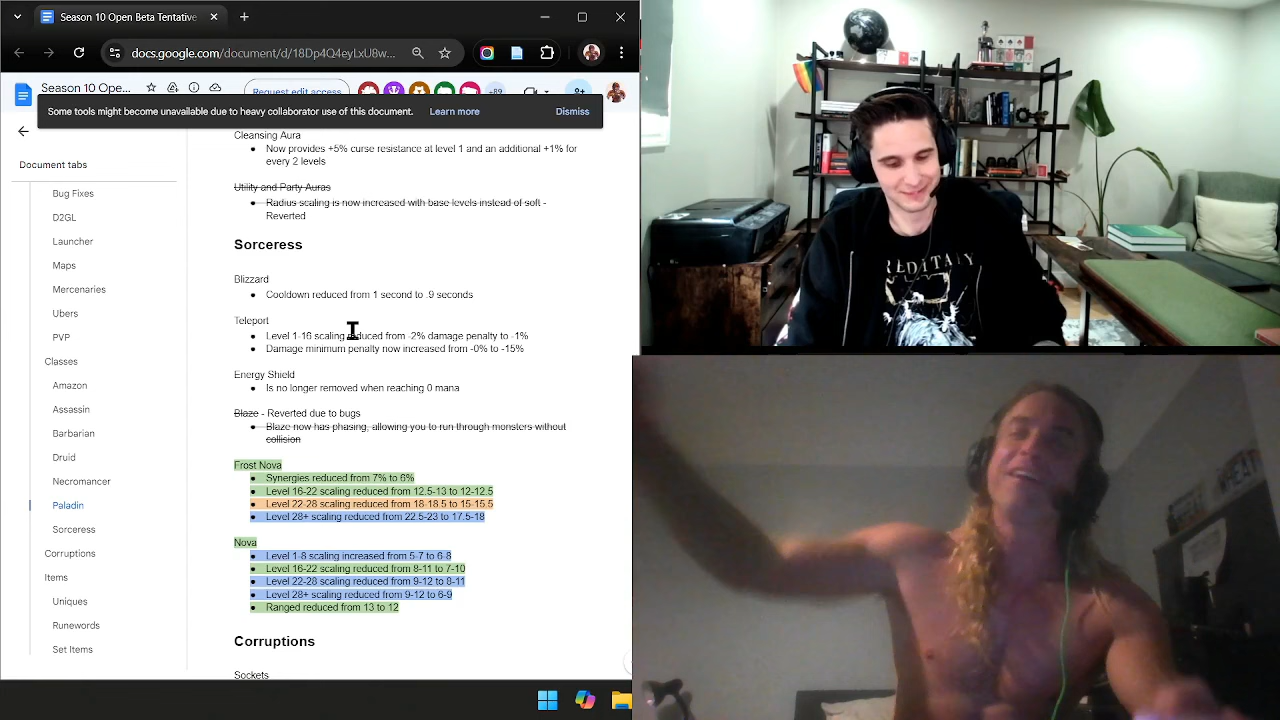 Season 10 Open Beta Tentative
docs.google.com/document/d/18Dp4Q4eyLxU8w...
Season 10 Ope...
Request edit access
+89
Some tools might become unavailable due to heavy collaborator use of this document. Learn more Dismiss
Document tabs
Bug Fixes
D2GL
Launcher
Maps
Mercenaries
Ubers
PVP
Classes
Amazon
Assassin
Barbarian
Druid
Necromancer
Paladin
Sorceress
Corruptions
Items
Uniques
Runewords
Set Items
Cleansing Aura
Now provides +5% curse resistance at level 1 and an additional +1% for
every 2 levels
Utility and Party Auras
Radius scaling is now increased with base levels instead of soft -
Reverted
Sorceress
Blizzard
Cooldown reduced from 1 second to .9 seconds
Teleport
Level 1-16 scaling reduced from -2% damage penalty to -1%
Damage minimum penalty now increased from -0% to -15%
Energy Shield
Is no longer removed when reaching 0 mana
Blaze - Reverted due to bugs
Blaze now has phasing, allowing you to run through monsters without
collision
Frost Nova
Synergies reduced from 7% to 6%
Level 16-22 scaling reduced from 12.5-13 to 12-12.5
Level 22-28 scaling reduced from 18-18.5 to 15-15.5
Level 28+ scaling reduced from 22.5-23 to 17.5-18
Nova
Level 1-8 scaling increased from 5-7 to 6-8
Level 16-22 scaling reduced from 8-11 to 7-10
Level 22-28 scaling reduced from 9-12 to 8-11
Level 28+ scaling reduced from 9-12 to 6-9
Ranged reduced from 13 to 12
Corruptions
Sockets
HEREDITARY